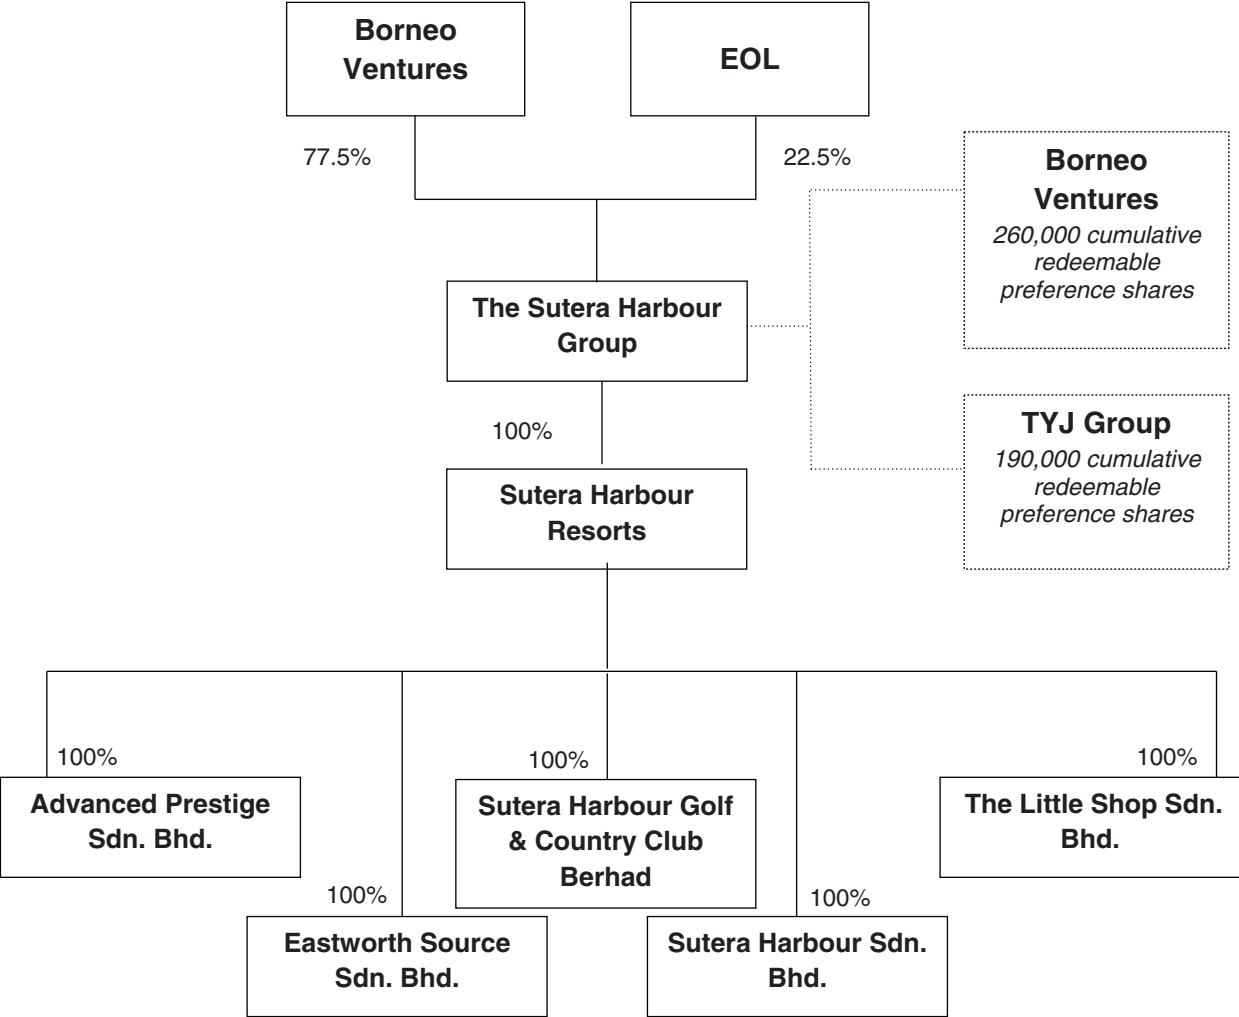 Borneo
Ventures
EOL
77.5%
22.5%
Borneo
Ventures
260,000 cumulative
redeemable
preference shares
The Sutera Harbour
Group
TYJ Group
190,000 cumulative
redeemable
preference shares
100%
Sutera Harbour
Resorts
100%
100%
100%
Advanced Prestige
Sdn. Bhd.
Sutera Harbour Golf
& Country Club
Berhad
The Little Shop Sdn.
Bhd.
100%
100%
Eastworth Source
Sdn. Bhd.
Sutera Harbour Sdn.
Bhd.